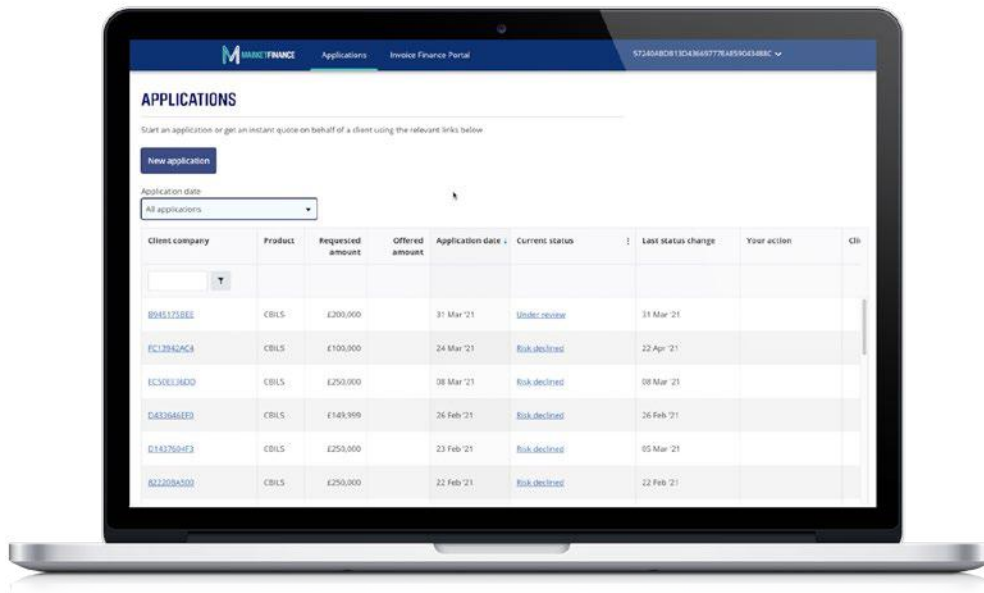 MARKETFINANCE Applications Invoice Finance Portal
APPLICATIONS
Start an application or get an instant quote on behalf of a client using the relevant links below
New application
Application date
All applications
Client company Product Requested amount Offered amount Application date ↓ Current status Last status change Your action Cli
CBILS £200,000 31 Mar '21 Under review 31 Mar '21
FC13942AC4 CBILS £100,000 24 Mar '21 Risk declined 22 Apr '21
CBILS £250,000 08 Mar '21 Risk declined 08 Mar '21
D433646EF0 CBILS £149,999 26 Feb '21 Risk declined 26 Feb '21
D1437604F3 CBILS £250,000 23 Feb '21 Risk declined 05 Mar '21
82220BA500 CBILS £250,000 22 Feb '21 Risk declined 22 Feb '21